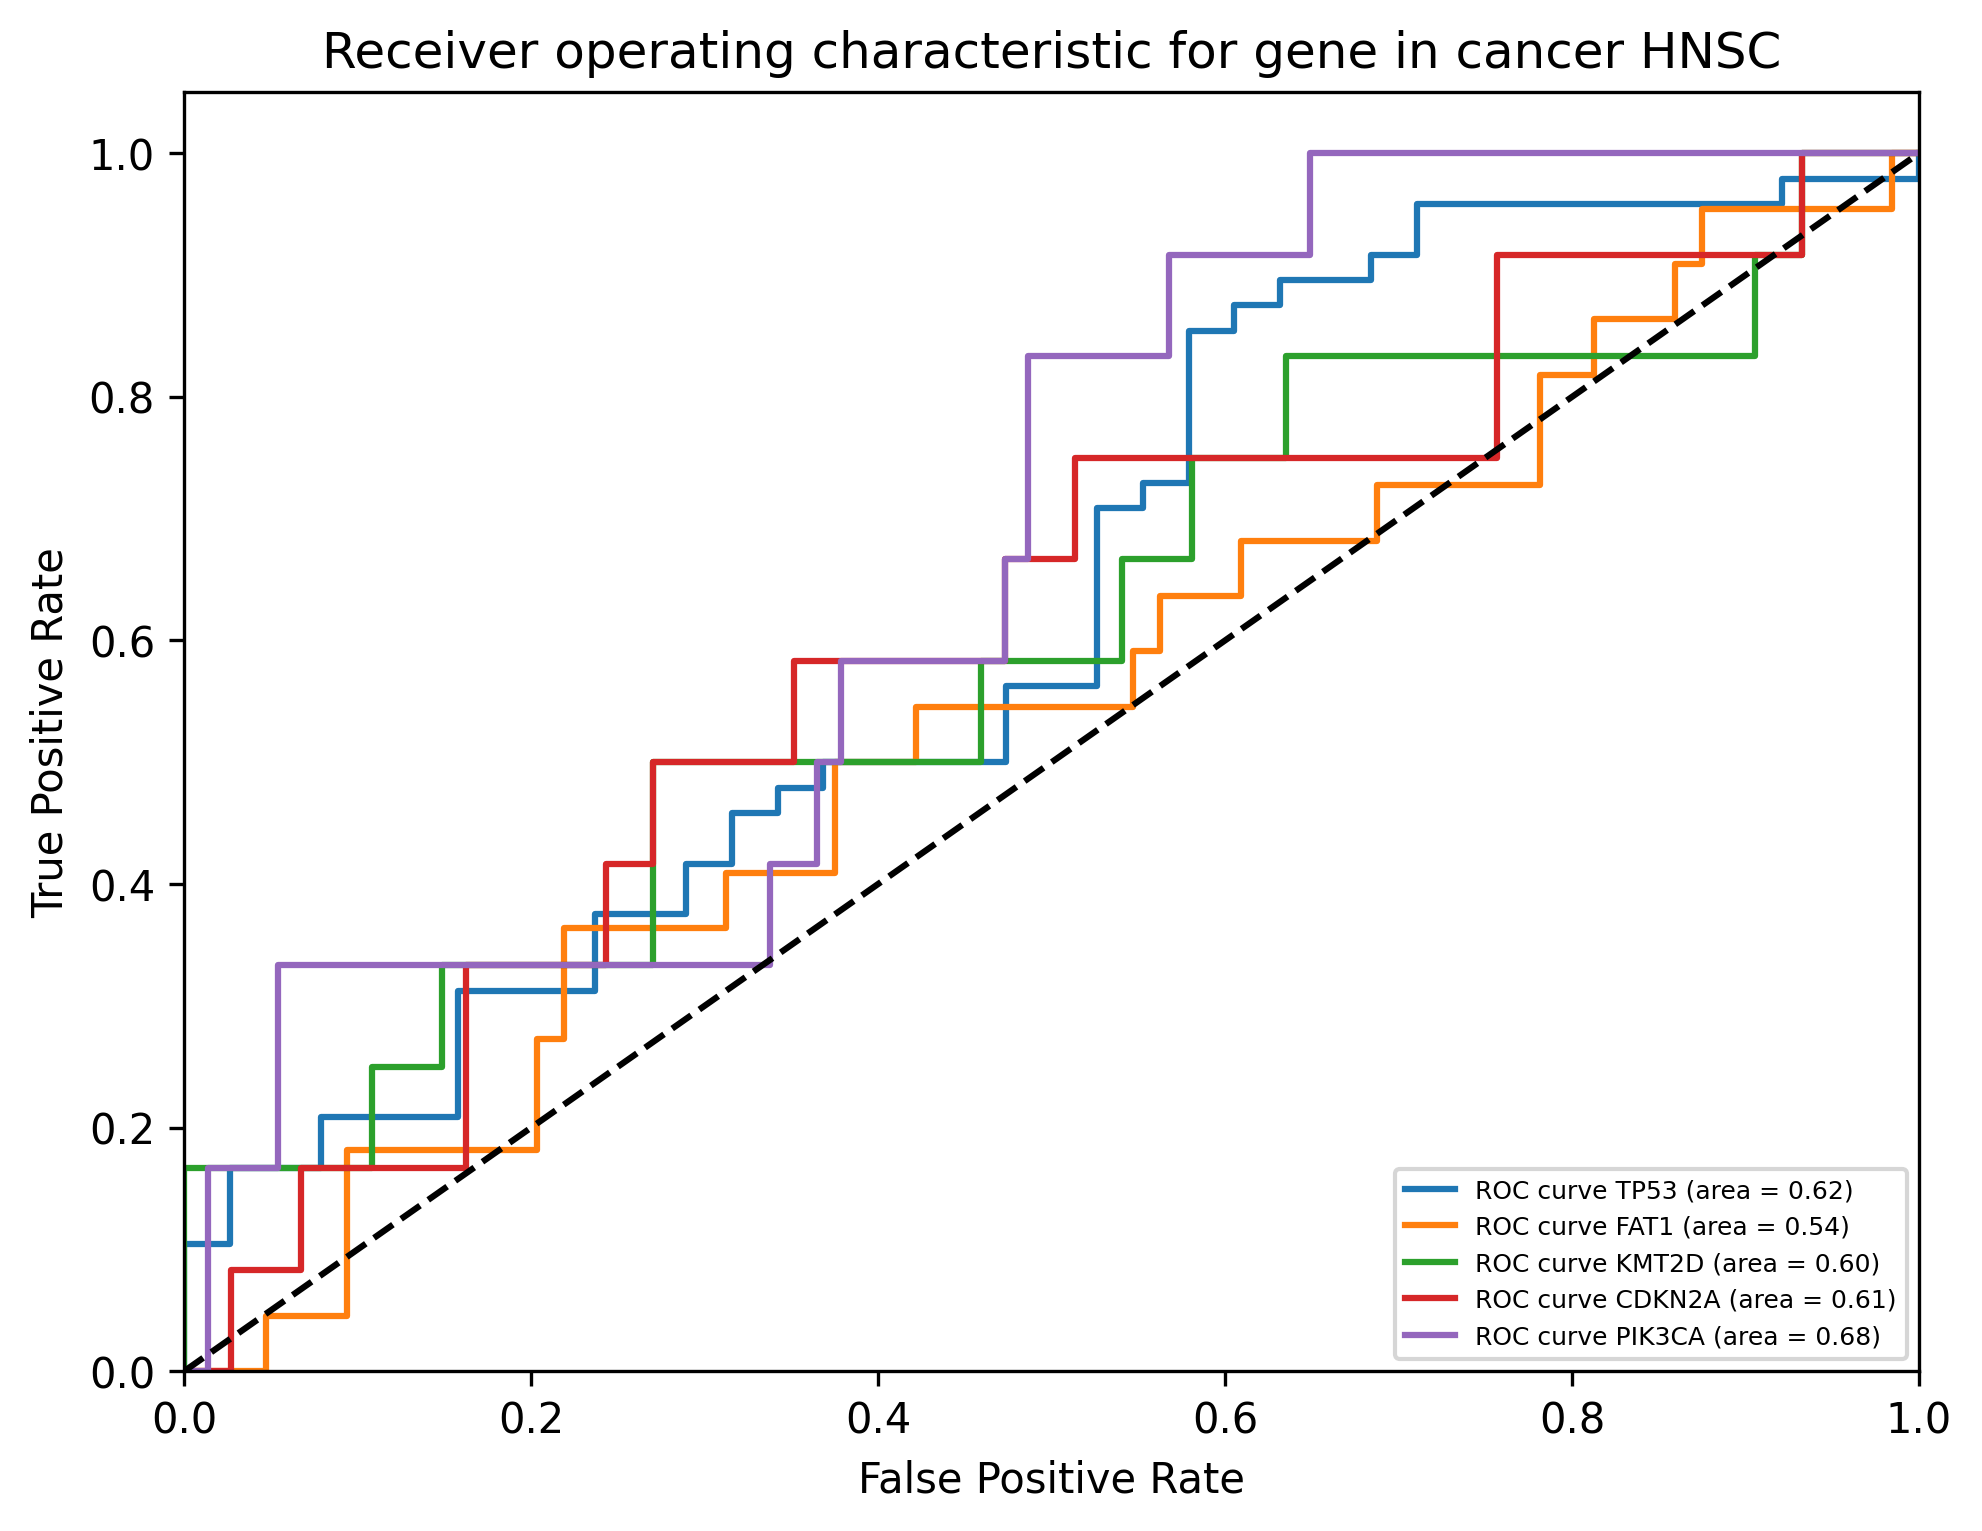 Receiver operating characteristic for gene in cancer HNSC
1.0
0.8
0.6
0.4
0.2
0.0
True Positive Rate
0.0 0.2 0.4 0.6 0.8 1.0
False Positive Rate
ROC curve TP53 (area = 0.62)
ROC curve FAT1 (area = 0.54)
ROC curve KMT2D (area = 0.60)
ROC curve CDKN2A (area = 0.61)
ROC curve PIK3CA (area = 0.68)